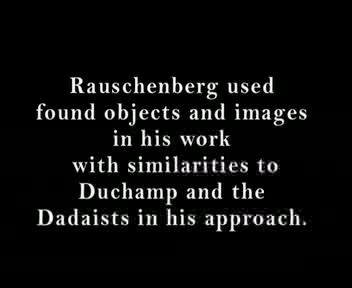 Rauschenberg used
found objects and images
in his work
with similarities to
Duchamp and the
Dadaists in his approach.